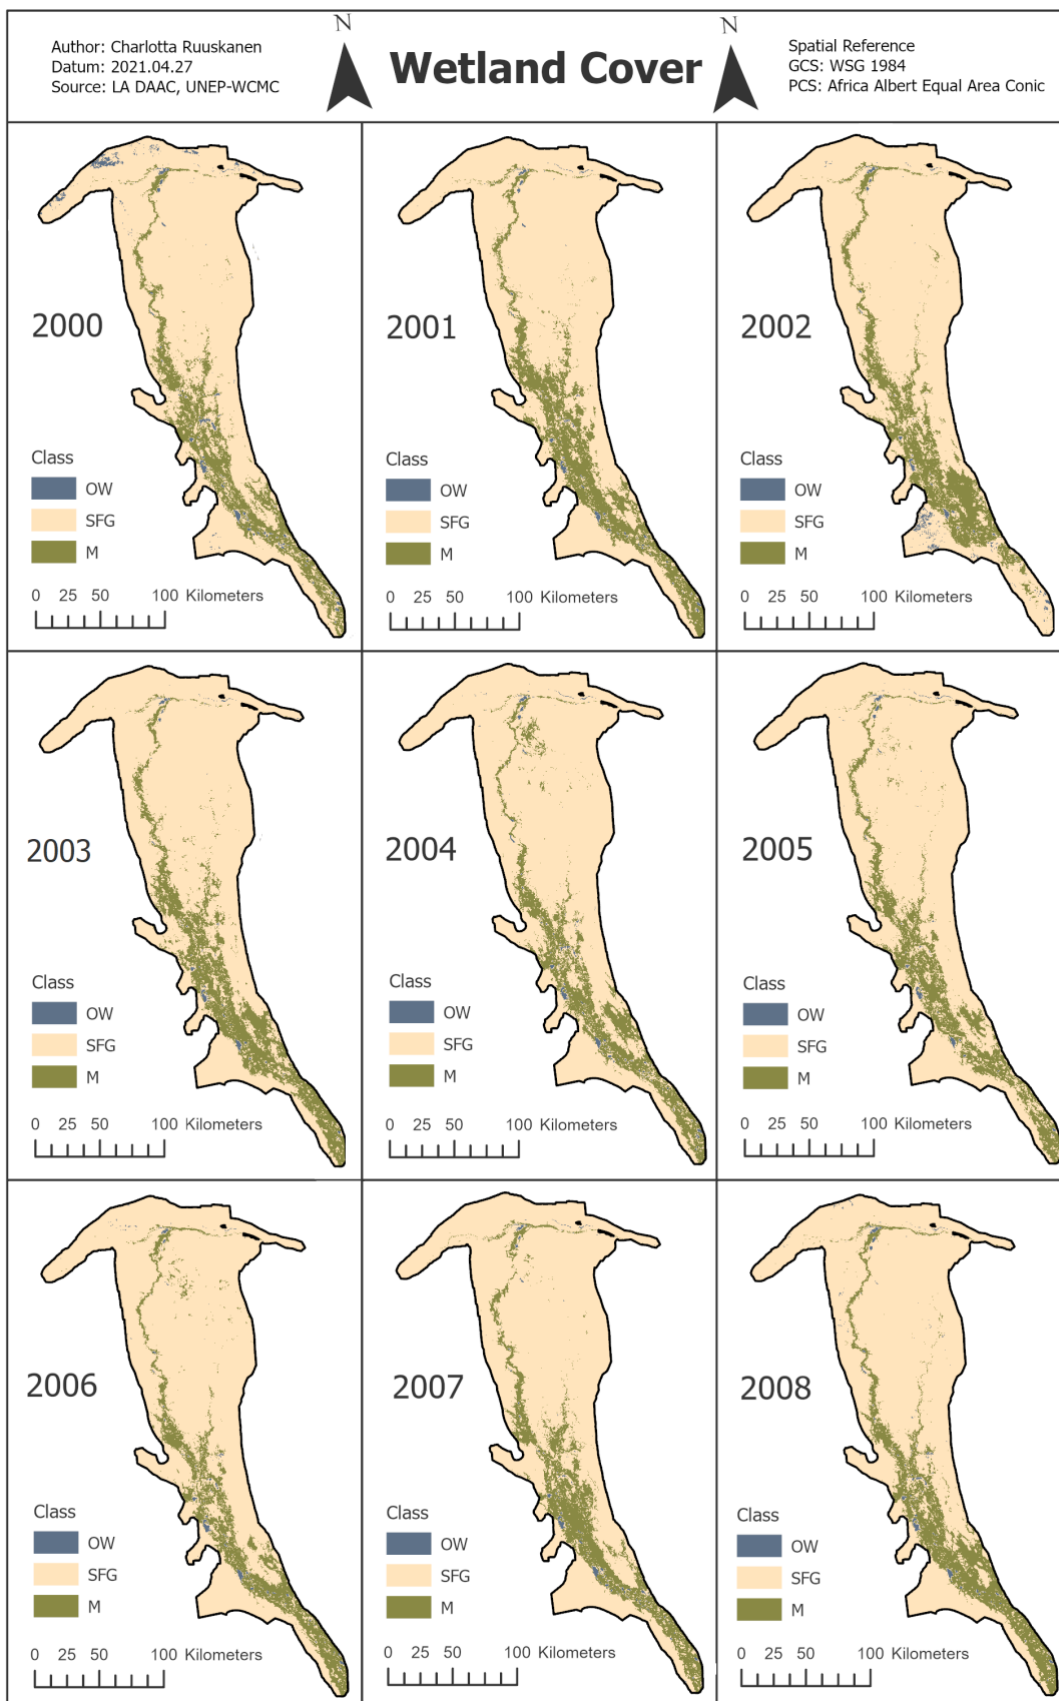 Author: Charlotta Ruuskanen
Datum: 2021.04.27
Source: LA DAAC, UNEP-WCMC
N
Wetland Cover
N
Spatial Reference
GCS: WSG 1984
PCS: Africa Albert Equal Area Conic
2000
Class
OW
SFG
M
0 25 50 100 Kilometers
2001
Class
OW
SFG
M
0 25 50 100 Kilometers
2002
Class
OW
SFG
M
0 25 50 100 Kilometers
2003
Class
OW
SFG
M
0 25 50 100 Kilometers
2004
Class
OW
SFG
M
0 25 50 100 Kilometers
2005
Class
OW
SFG
M
0 25 50 100 Kilometers
2006
Class
OW
SFG
M
0 25 50 100 Kilometers
2007
Class
OW
SFG
M
0 25 50 100 Kilometers
2008
Class
OW
SFG
M
0 25 50 100 Kilometers